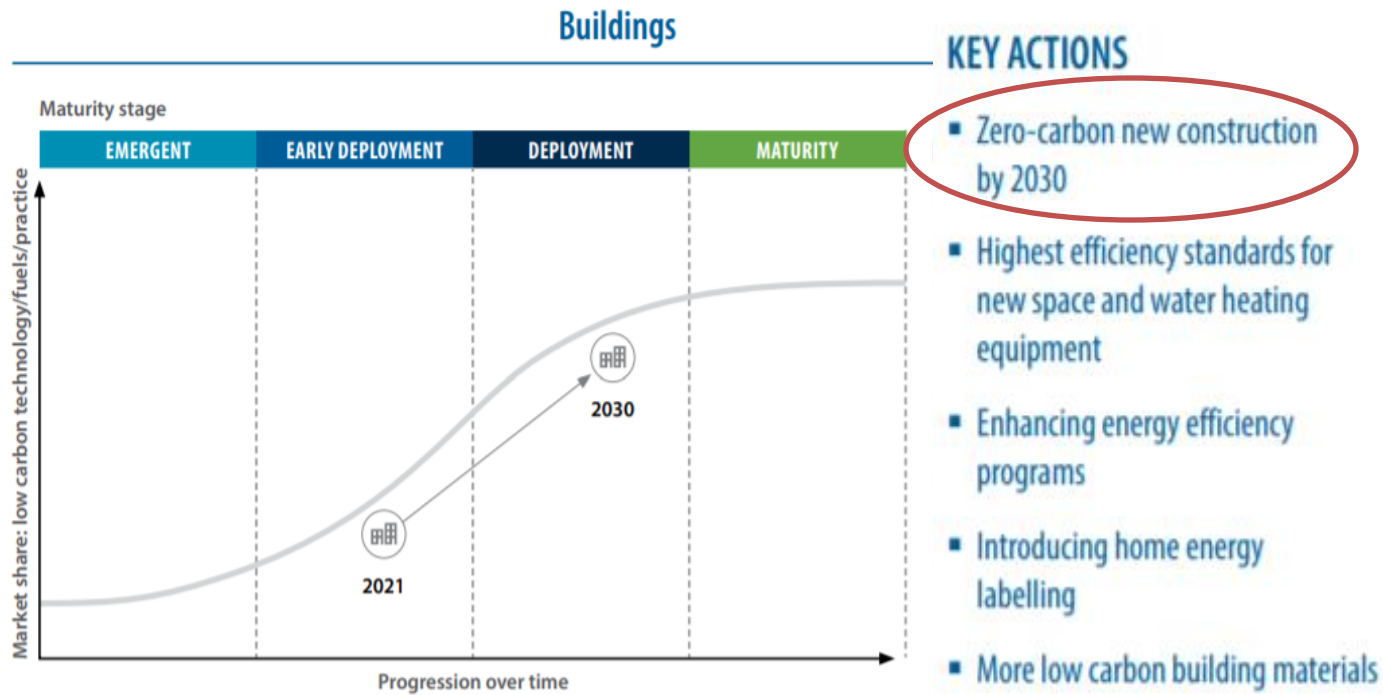 Buildings
Maturity stage
EMERGENT
EARLY DEPLOYMENT
DEPLOYMENT
MATURITY
Market share: low carbon technology/fuels/practice
2030
2021
Progression over time
KEY ACTIONS
▪ Zero-carbon new construction
by 2030
▪ Highest efficiency standards for
new space and water heating
equipment
▪ Enhancing energy efficiency
programs
▪ Introducing home energy
labelling
▪ More low carbon building materials